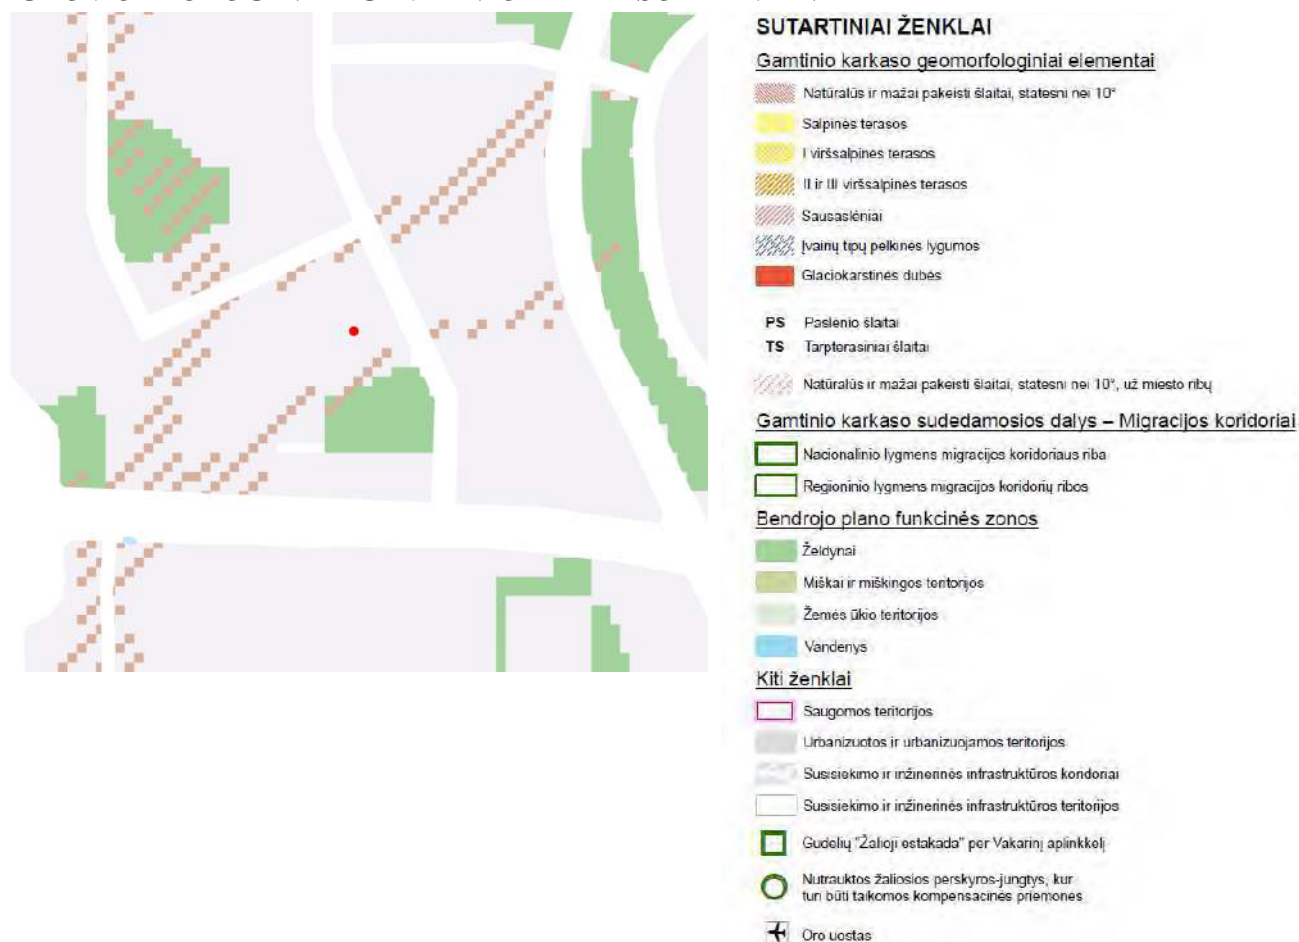 SUTARTINIAI ŽENKLAI
Gamtinio karkaso geomorfologiniai elementai
Natūralūs ir mažai pakeisti šlaitai, statesni nei 10°
Salpinės terasos
I viršsalpinės terasos
II ir III viršsalpinės terasos
Sausaslėniai
Įvairių tipų pelkinės lygumos
Glaciokarstinės dubės
PS Paslėnio šlaitai
TS Tarpterasiniai šlaitai
Natūralūs ir mažai pakeisti šlaitai, statesni nei 10°, už miesto ribų
Gamtinio karkaso sudedamosios dalys – Migracijos koridoriai
Nacionalinio lygmens migracijos koridoriaus riba
Regioninio lygmens migracijos koridorių ribos
Bendrojo plano funkcinės zonos
Želdynai
Miškai ir miškingos teritorijos
Žemės ūkio teritorijos
Vandenys
Kiti ženklai
Saugomos teritorijos
Urbanizuotos ir urbanizuojamos teritorijos
Susisiekimo ir inžinerinės infrastruktūros koridoriai
Susisiekimo ir inžinerinės infrastruktūros teritorijos
Gudelių "Žalioji estakada" per Vakarinį aplinkkelį
Nutrauktos žaliosios perskyros-jungtys, kur
turi būti taikomos kompensacinės priemonės
Oro uostas